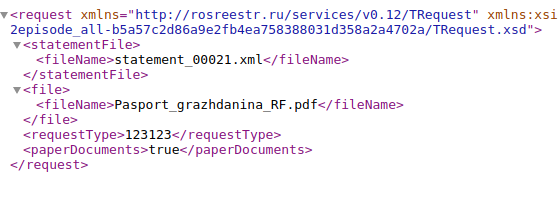 <request xmlns="http://rosreestr.ru/services/v0.12/TRequest" xmlns:xsi
2episode_all-b5a57c2d86a9e2fb4ea758388031d358a2a4702a/TRequest.xsd">
<statementFile>
<fileName>statement_00021.xml</fileName>
</statementFile>
<file>
<fileName>Pasport_grazhdanina_RF.pdf</fileName>
</file>
<requestType>123123</requestType>
<paperDocuments>true</paperDocuments>
</request>